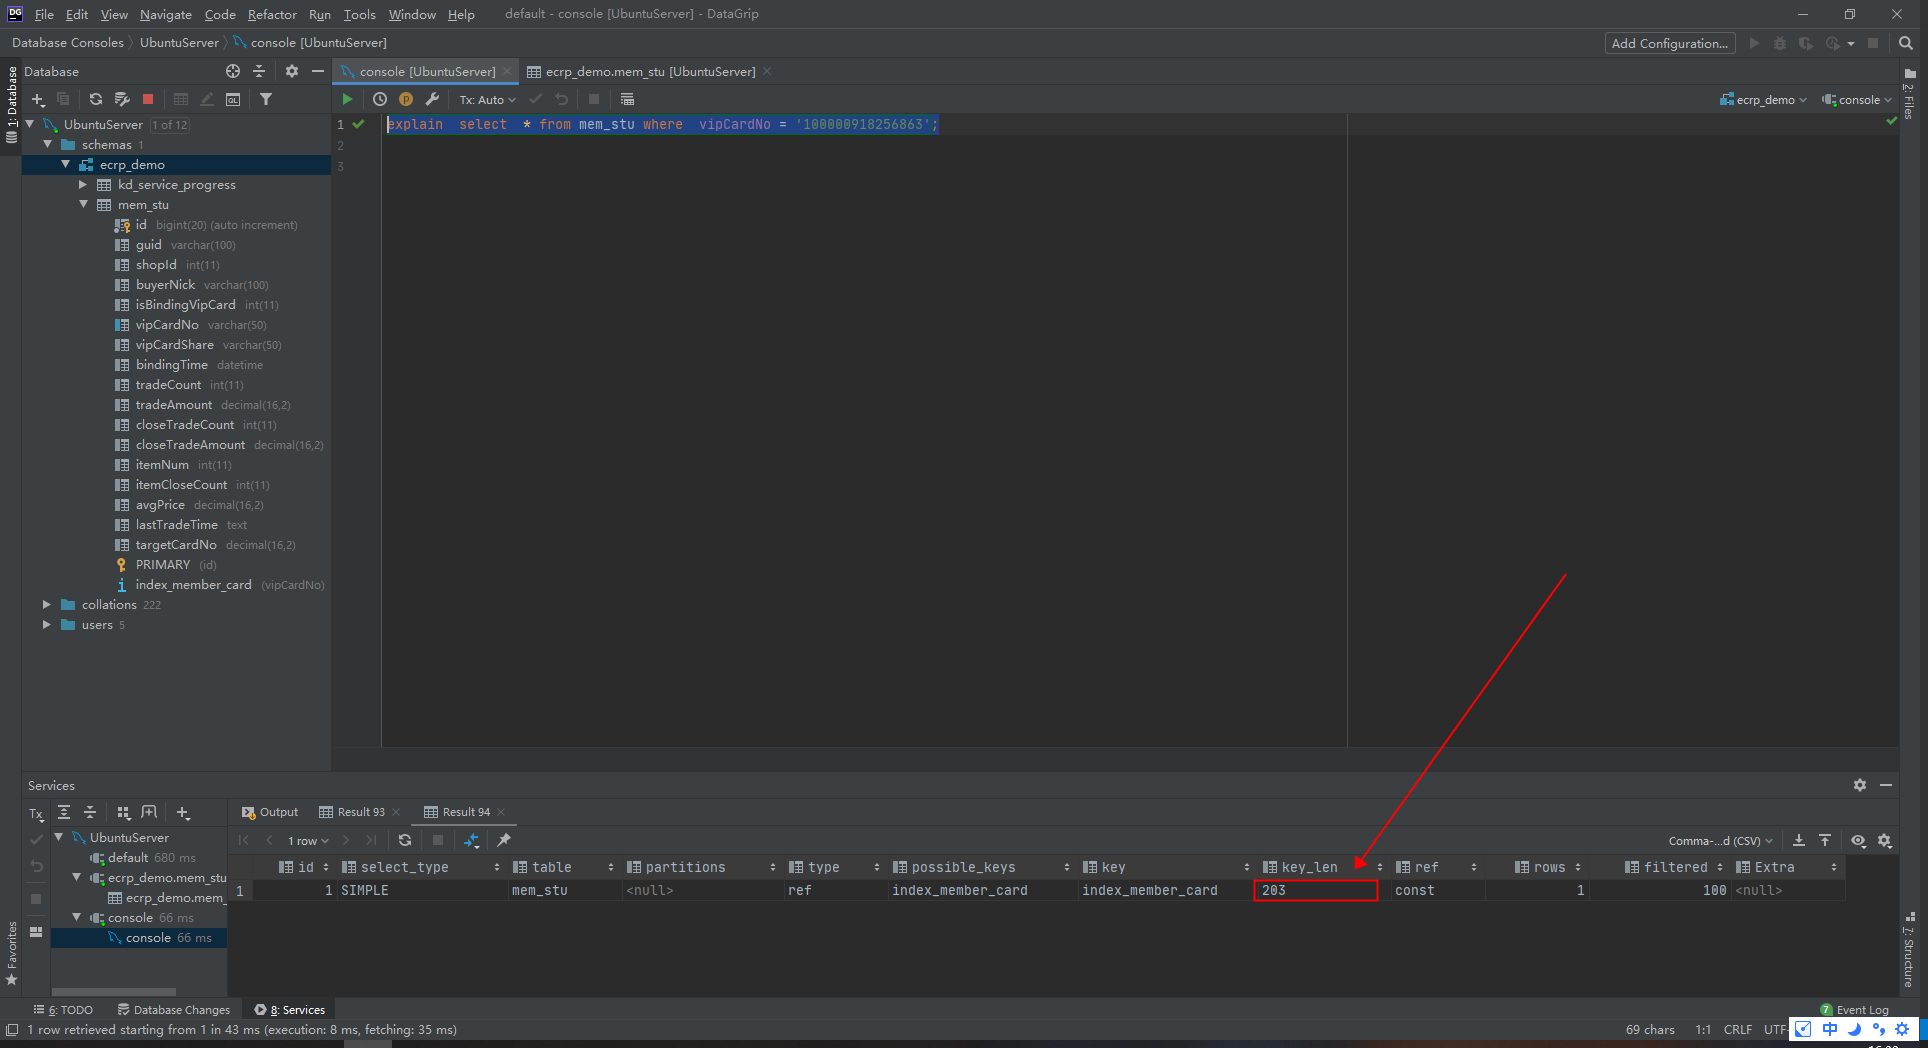 DG File Edit View Navigate Code Refactor Run Tools Window Help default - console [UbuntuServer] - DataGrip
Database Consoles UbuntuServer console [UbuntuServer] Add Configuration...
1: Database
Database
console [UbuntuServer] ecrp_demo.mem_stu [UbuntuServer]
Tx: Auto ecrp_demo console
2: Files
UbuntuServer 1 of 12
schemas 1
ecrp_demo
kd_service_progress
mem_stu
id bigint(20) (auto increment)
guid varchar(100)
shopId int(11)
buyerNick varchar(100)
isBindingVipCard int(11)
vipCardNo varchar(50)
vipCardShare varchar(50)
bindingTime datetime
tradeCount int(11)
tradeAmount decimal(16,2)
closeTradeCount int(11)
closeTradeAmount decimal(16,2)
itemNum int(11)
itemCloseCount int(11)
avgPrice decimal(16,2)
lastTradeTime text
targetCardNo decimal(16,2)
PRIMARY (id)
index_member_card (vipCardNo)
collations 222
users 5
1 explain select * from mem_stu where vipCardNo = '100000918256863';
2
3
Services
Tx
UbuntuServer
default 680 ms
ecrp_demo.mem_stu
ecrp_demo.mem_
console 66 ms
console 66 ms
Output Result 93 Result 94
1 row Comma-...d (CSV)
id select_type table partitions type possible_keys key key_len ref rows filtered Extra
1 1 SIMPLE mem_stu <null> ref index_member_card index_member_card 203 const 1 100 <null>
Favorites
7: Structure
6: TODO Database Changes 8: Services 7 Event Log
1 row retrieved starting from 1 in 43 ms (execution: 8 ms, fetching: 35 ms) 69 chars 1:1 CRLF UTF-
中